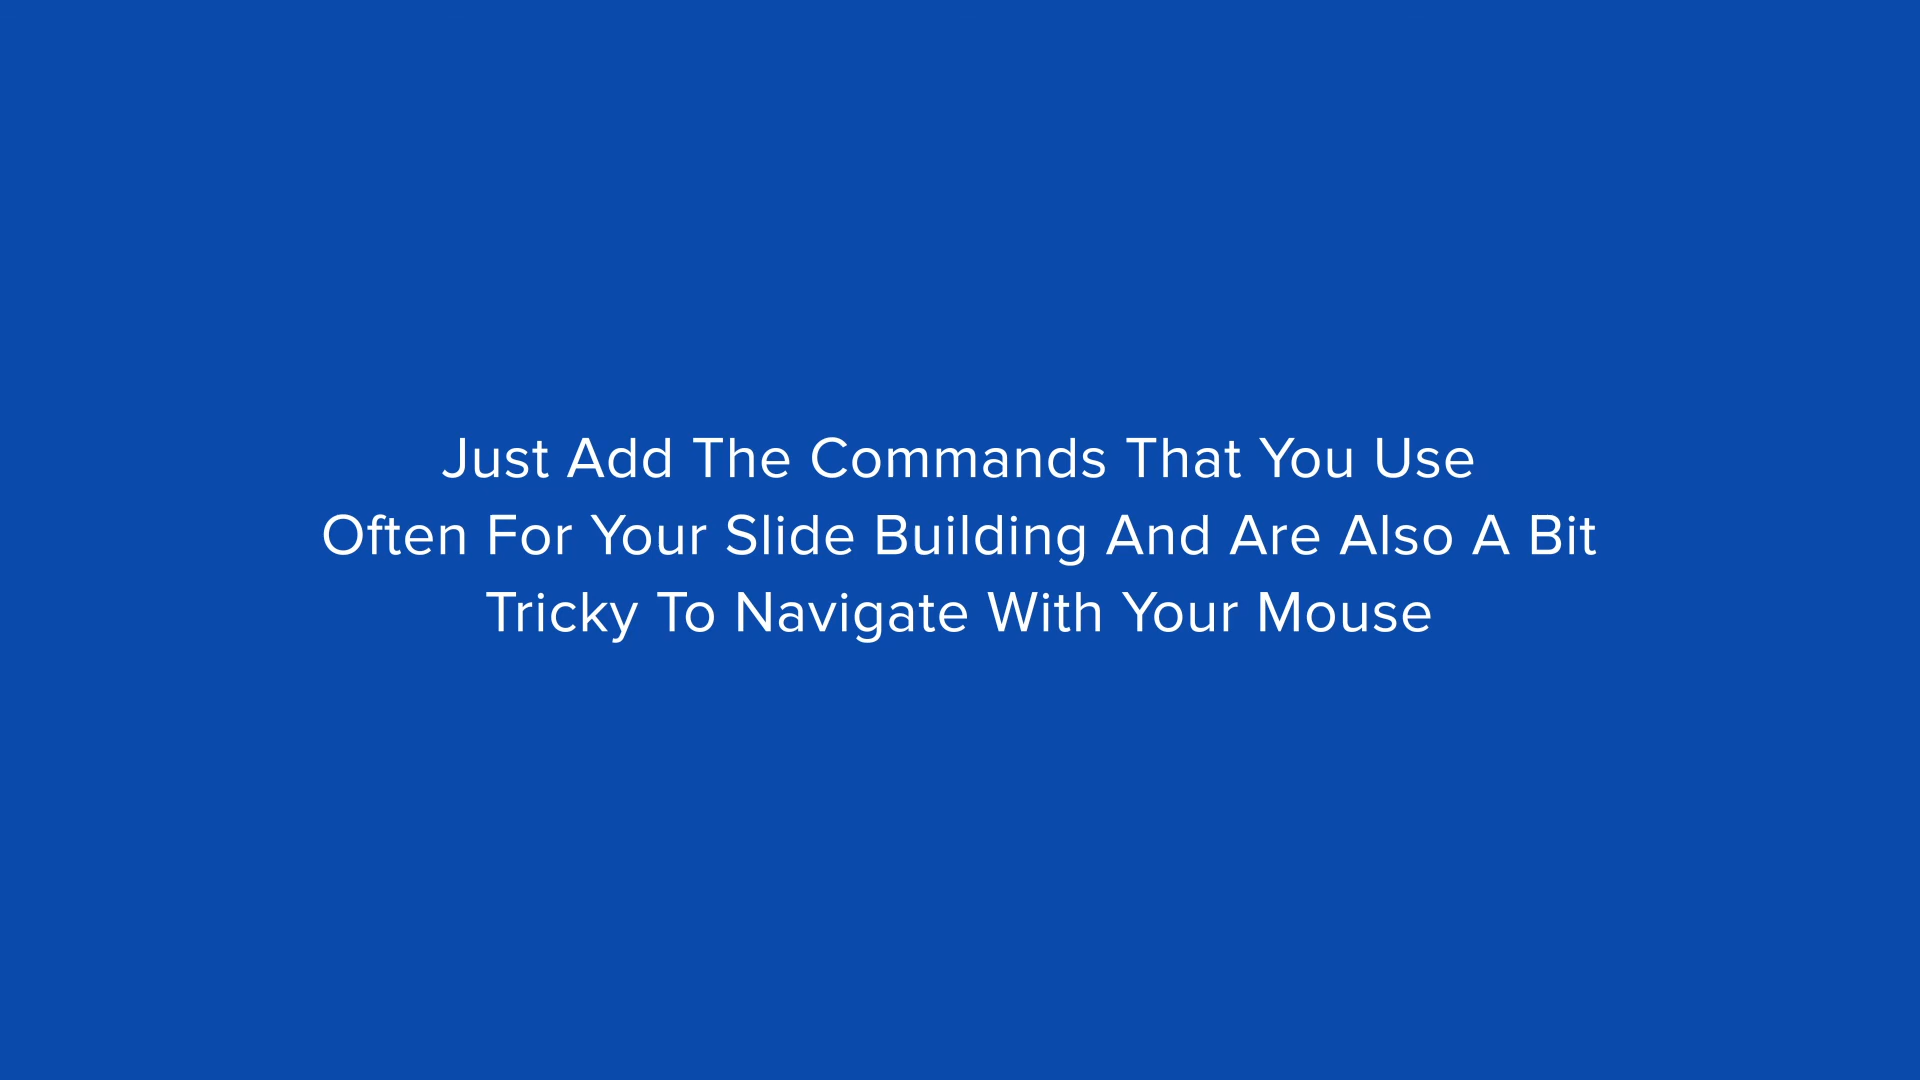 Just Add The Commands That You Use
Often For Your Slide Building And Are Also A Bit
Tricky To Navigate With Your Mouse